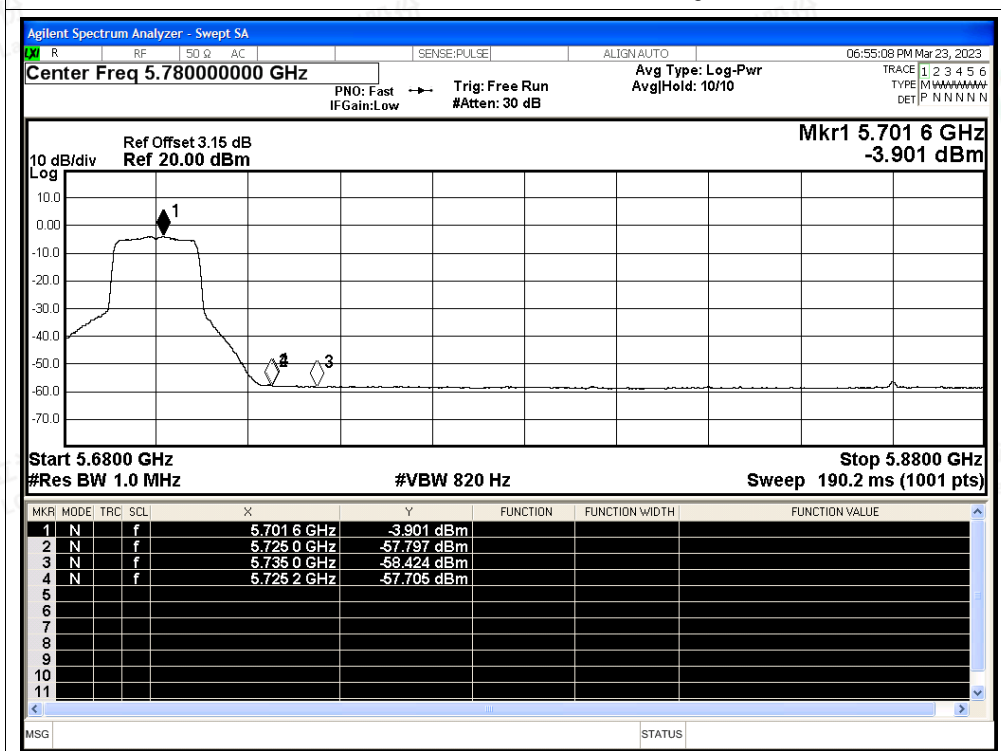 Agilent Spectrum Analyzer - Swept SA
LXI R RF 50 Ω AC SENSE:PULSE ALIGN AUTO 06:55:08 PM Mar 23, 2023
Center Freq 5.780000000 GHz
PNO: Fast
IFGain:Low
Trig: Free Run
#Atten: 30 dB
Avg Type: Log-Pwr
Avg|Hold: 10/10
TRACE 1 2 3 4 5 6
TYPE M
DET P N N N N N
Mkr1 5.701 6 GHz
-3.901 dBm
Ref Offset 3.15 dB
10 dB/div Ref 20.00 dBm
Log
10.0
0.00
-10.0
-20.0
-30.0
-40.0
-50.0
-60.0
-70.0
1
3
Start 5.6800 GHz Stop 5.8800 GHz
#Res BW 1.0 MHz #VBW 820 Hz Sweep 190.2 ms (1001 pts)
MKR MODE TRC SCL X Y FUNCTION FUNCTION WIDTH FUNCTION VALUE
1 N f 5.701 6 GHz -3.901 dBm
2 N f 5.725 0 GHz -57.797 dBm
3 N f 5.735 0 GHz -58.424 dBm
4 N f 5.725 2 GHz -57.705 dBm
5
6
7
8
9
10
11
MSG STATUS